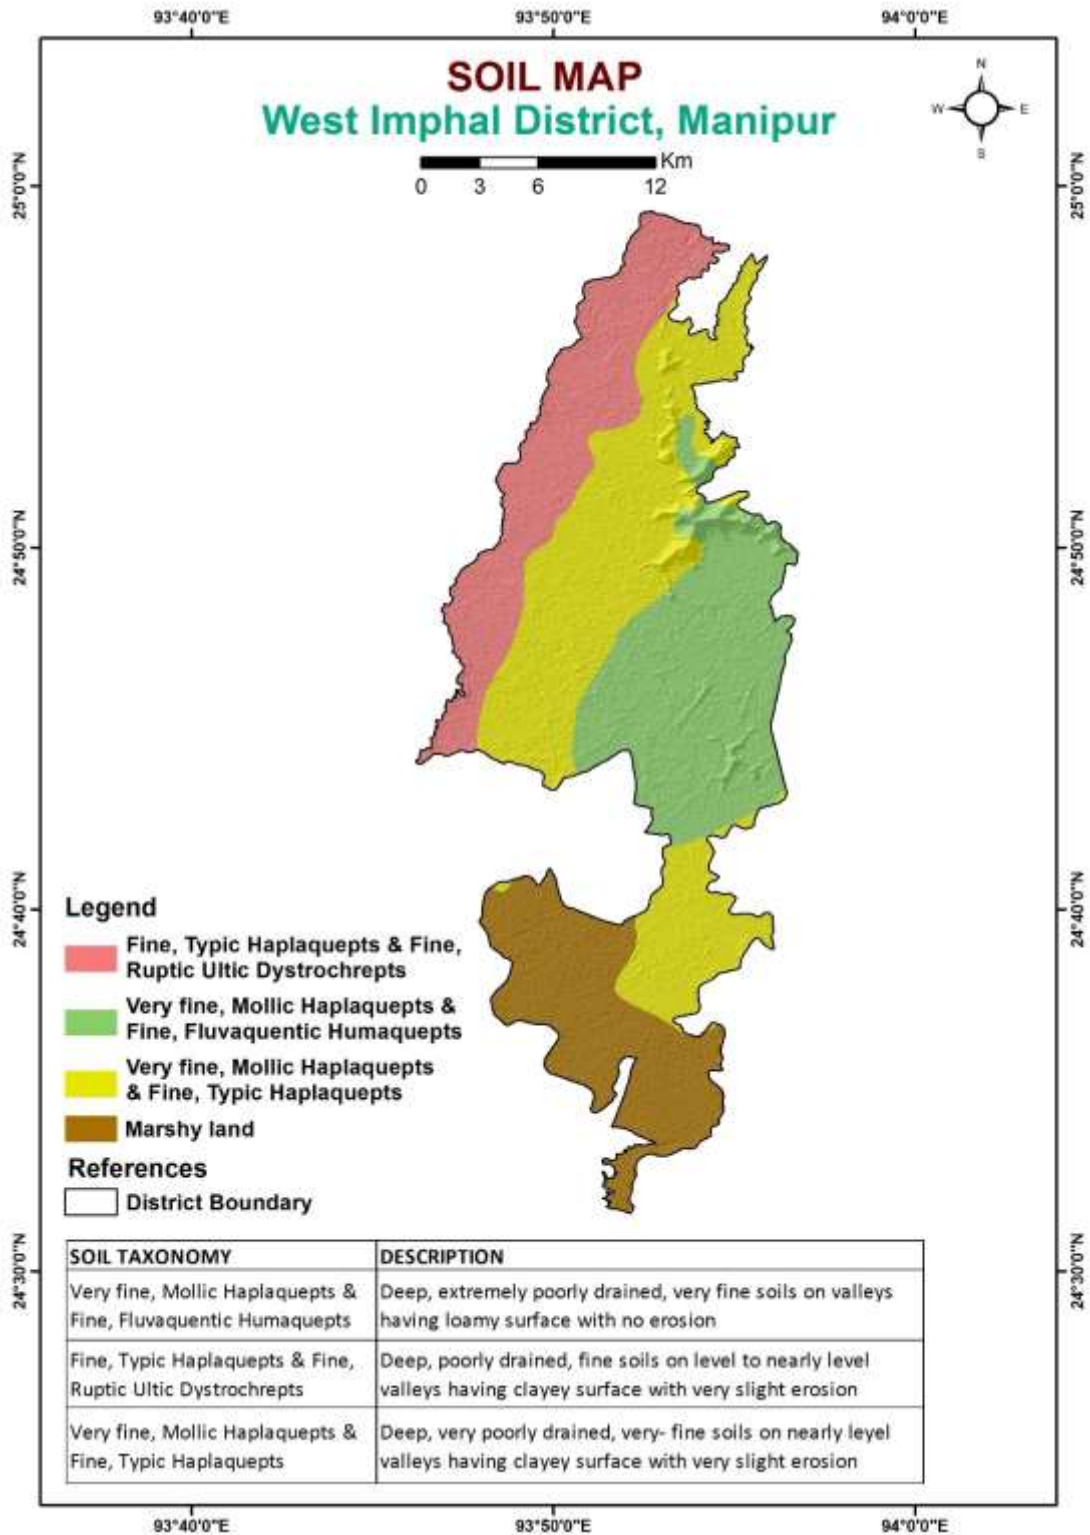 93°40'0"E 93°50'0"E 94°0'0"E
SOIL MAP
West Imphal District, Manipur
N
W E
S
Km
0 3 6 12
25°0'0"N 25°0'0"N
24°50'0"N 24°50'0"N
24°40'0"N 24°40'0"N
24°30'0"N 24°30'0"N
Legend
Fine, Typic Haplaquepts & Fine,
Ruptic Ultic Dystrochrepts
Very fine, Mollic Haplaquepts &
Fine, Fluvaquentic Humaquepts
Very fine, Mollic Haplaquepts
& Fine, Typic Haplaquepts
Marshy land
References
District Boundary
SOIL TAXONOMY DESCRIPTION
Very fine, Mollic Haplaquepts & Deep, extremely poorly drained, very fine soils on valleys
Fine, Fluvaquentic Humaquepts having loamy surface with no erosion
Fine, Typic Haplaquepts & Fine, Deep, poorly drained, fine soils on level to nearly level
Ruptic Ultic Dystrochrepts valleys having clayey surface with very slight erosion
Very fine, Mollic Haplaquepts & Deep, very poorly drained, very- fine soils on nearly leyel
Fine, Typic Haplaquepts valleys having clayey surface with very slight erosion
93°40'0"E 93°50'0"E 94°0'0"E